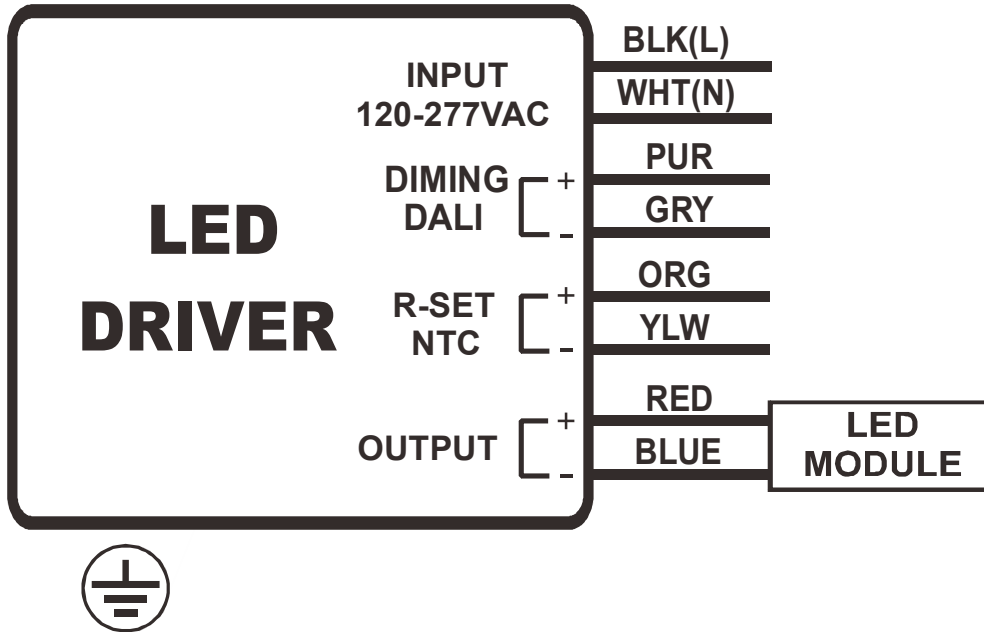 LED
DRIVER
INPUT
120-277VAC
BLK(L)
WHT(N)
DIMING
DALI
+
-
PUR
GRY
R-SET
NTC
+
-
ORG
YLW
OUTPUT
+
-
RED
BLUE
LED
MODULE